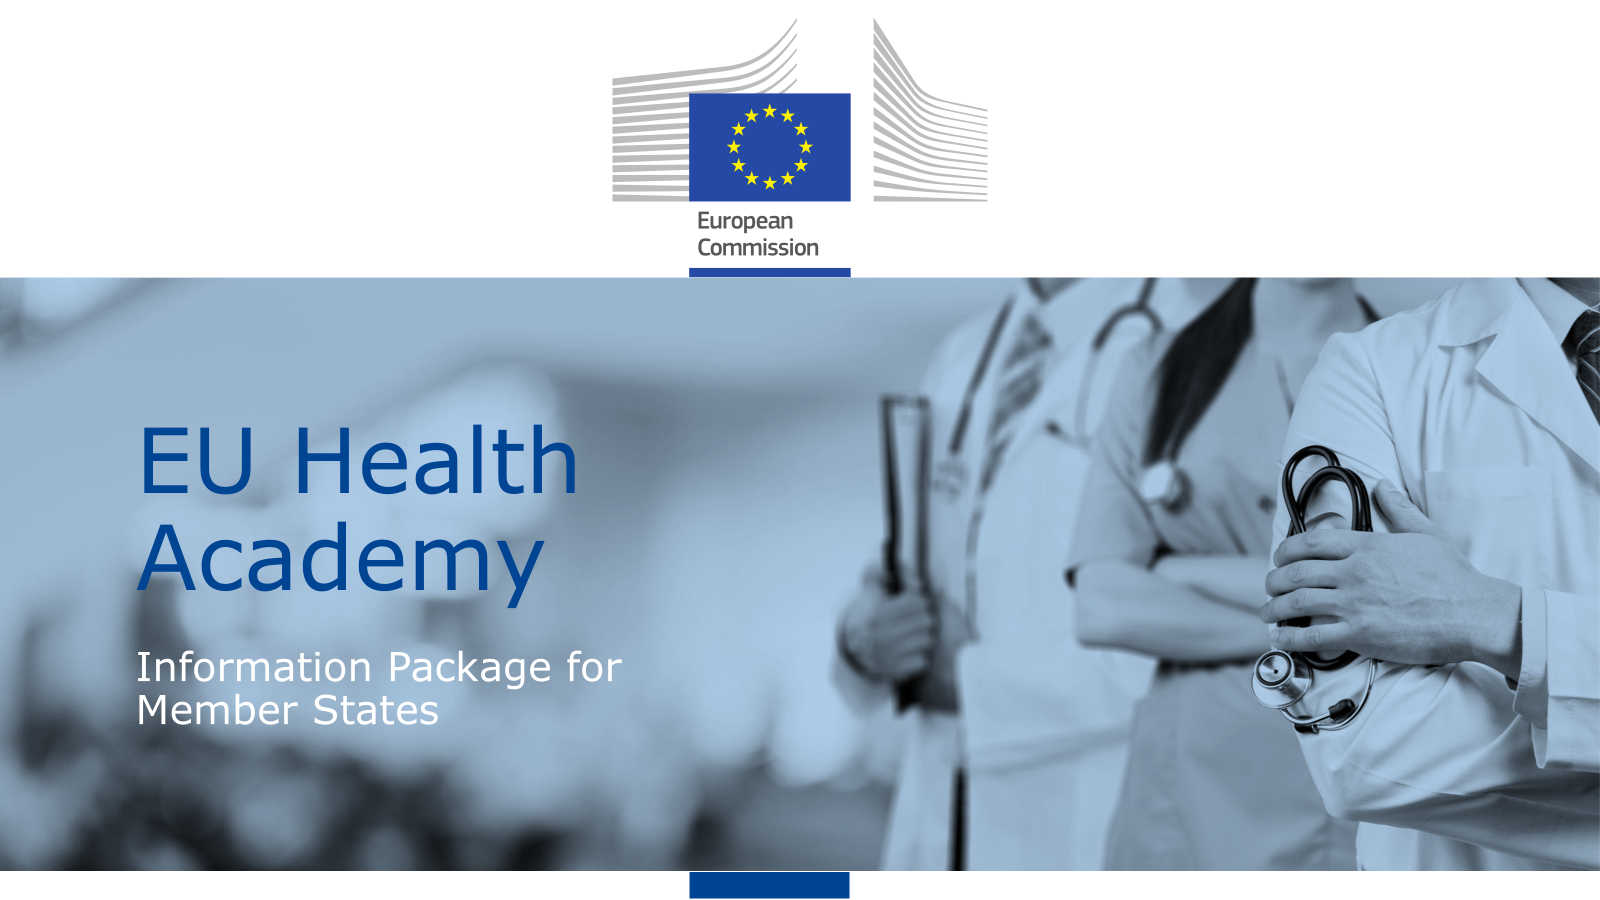 European
Commission
EU Health
Academy
Information Package for
Member States